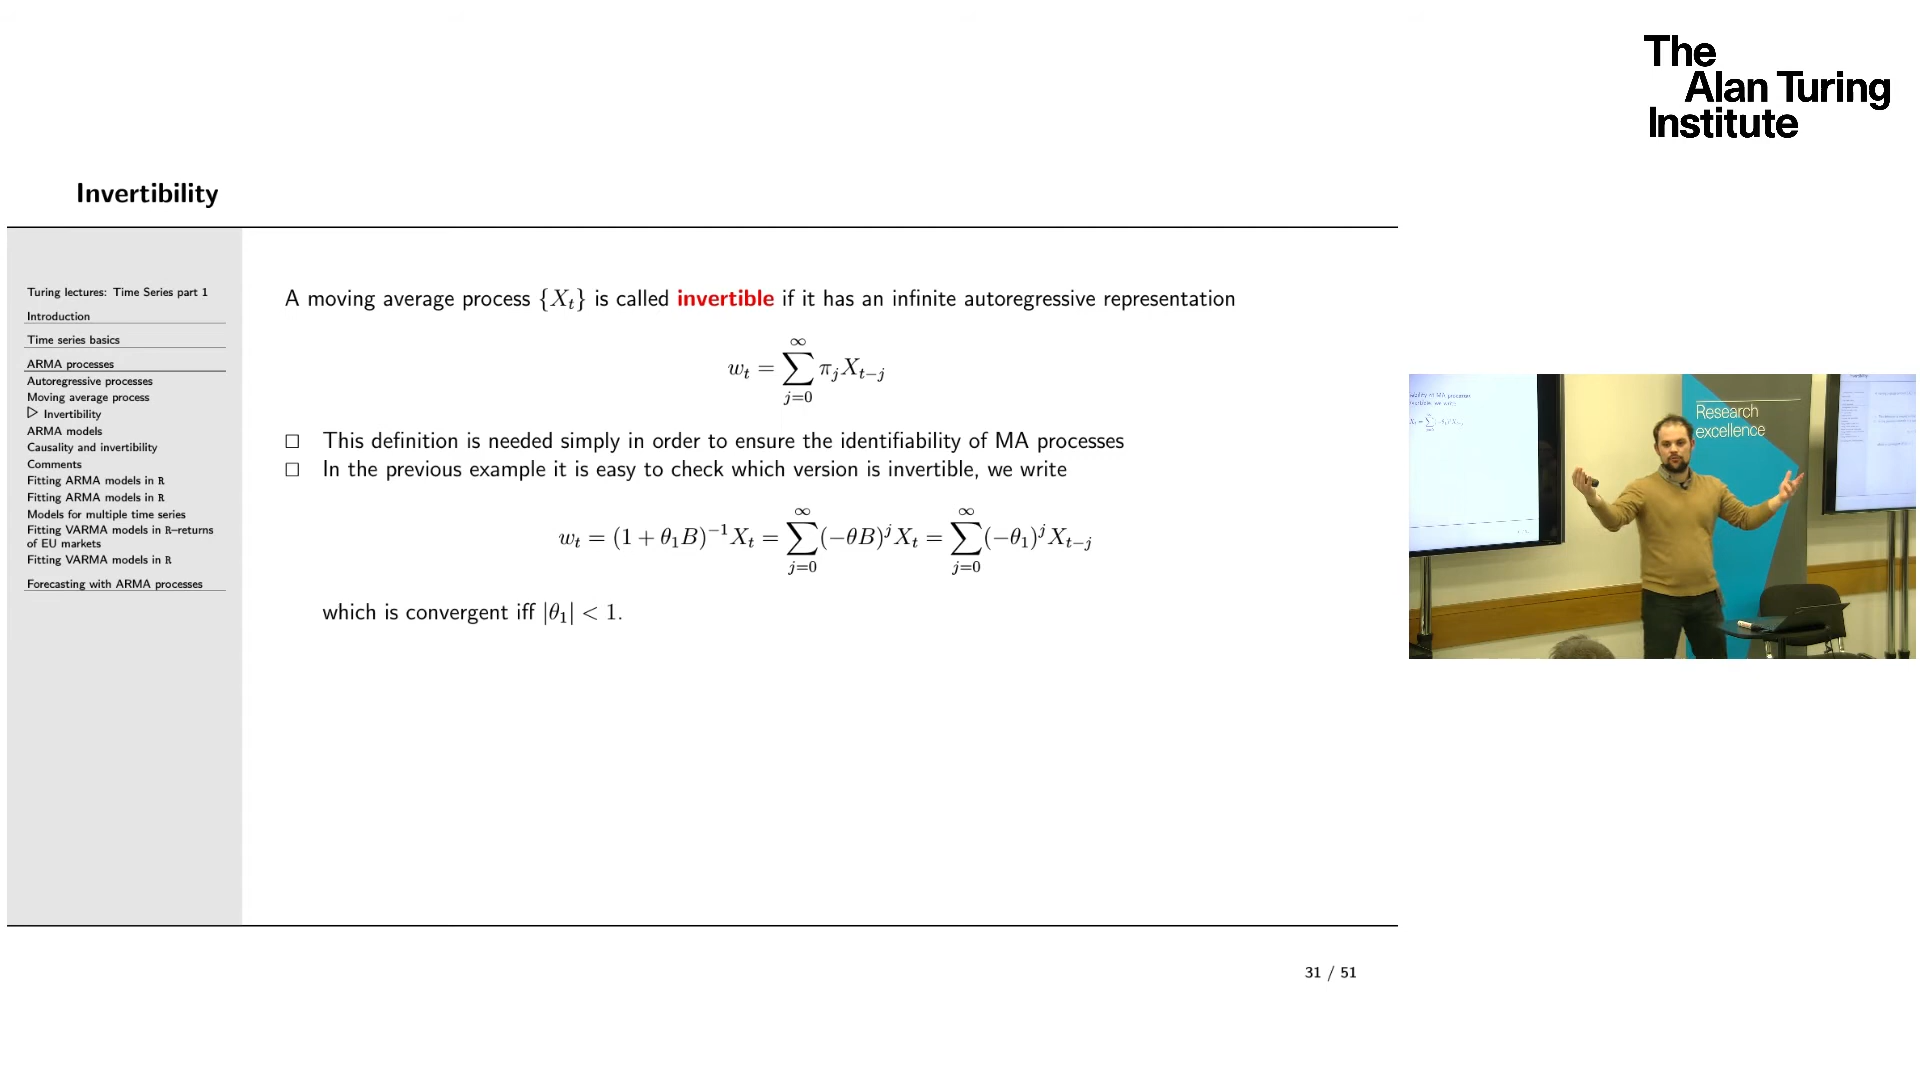 The
Alan Turing
Institute
Invertibility
Turing lectures: Time Series part 1
Introduction
Time series basics
ARMA processes
Autoregressive processes
Moving average process
▷ Invertibility
ARMA models
Causality and invertibility
Comments
Fitting ARMA models in R
Fitting ARMA models in R
Models for multiple time series
Fitting VARMA models in R–returns
of EU markets
Fitting VARMA models in R
Forecasting with ARMA processes
A moving average process {X_t} is called invertible if it has an infinite autoregressive representation
w_t = ∑_{j=0}^{∞} π_j X_{t−j}
□ This definition is needed simply in order to ensure the identifiability of MA processes
□ In the previous example it is easy to check which version is invertible, we write
w_t = (1 + θ_1 B)^{−1} X_t = ∑_{j=0}^{∞} (−θB)^j X_t = ∑_{j=0}^{∞} (−θ_1)^j X_{t−j}
which is convergent iff |θ_1| < 1.
31 / 51
Research
excellence